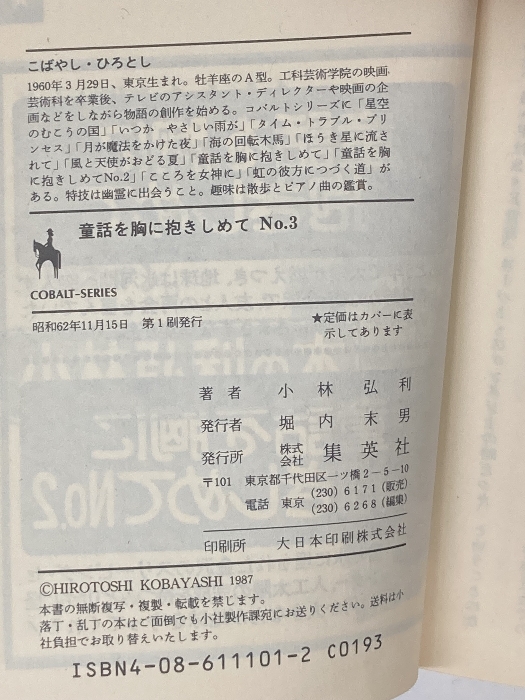 こばやし・ひろとし
1960年3月29日、東京生まれ。牡羊座のA型。工科芸術学院の映画
芸術科を卒業後、テレビのアシスタント・ディレクターや映画の企
画などをしながら物語の創作を始める。コバルトシリーズに「星空
のむこうの国」「いつか、やさしい雨が」「タイム・トラブル・プリ
ンセス」「月が魔法をかけた夜」「海の回転木馬」「ほうき星に流さ
れて」「風と天使がおどる夏」「童話を胸に抱きしめて」「童話を胸
に抱きしめてNo.2」「こころを女神に」「虹の彼方につづく道」が
ある。特技は幽霊に出会うこと。趣味は散歩とピアノ曲の鑑賞。
童話を胸に抱きしめて No.3
COBALT-SERIES
昭和62年11月15日 第1刷発行
★定価はカバーに表
示してあります
著者 小林弘利
発行者 堀内末男
発行所 株式会社 集英社
〒101 東京都千代田区一ツ橋2-5-10
電話 東京 (230) 6171 (販売)
(230) 6268 (編集)
印刷所 大日本印刷株式会社
©HIROTOSHI KOBAYASHI 1987
本書の無断複写・複製・転載を禁じます。
落丁・乱丁の本はご面倒でも小社製作課宛にお送りください。送料は小
社負担でお取り替えいたします。
ISBN4-08-611101-2 C0193